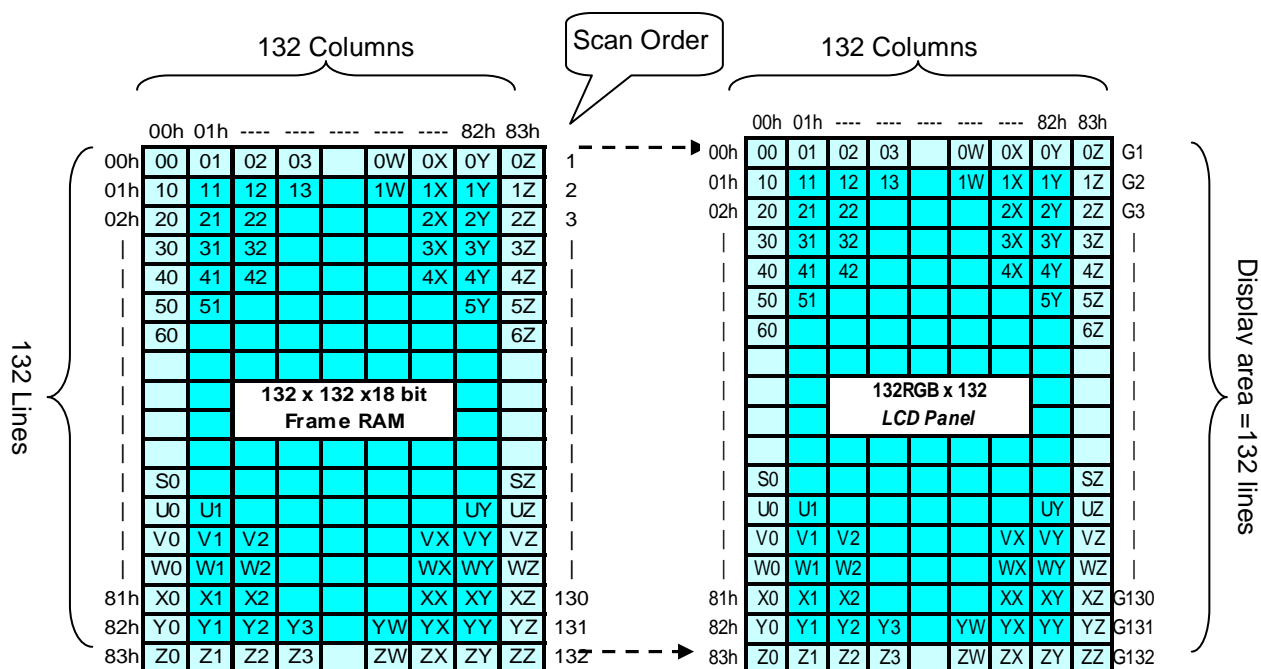 Scan Order
132 Columns
132 Columns
00h 01h ---- ---- ---- ---- ---- 82h 83h
00h 01h ---- ---- ---- ---- ---- 82h 83h
00h 00 01 02 03 0W 0X 0Y 0Z 1
00h 00 01 02 03 0W 0X 0Y 0Z G1
01h 10 11 12 13 1W 1X 1Y 1Z 2
01h 10 11 12 13 1W 1X 1Y 1Z G2
02h 20 21 22 2X 2Y 2Z 3
02h 20 21 22 2X 2Y 2Z G3
30 31 32 3X 3Y 3Z
30 31 32 3X 3Y 3Z
40 41 42 4X 4Y 4Z
40 41 42 4X 4Y 4Z
50 51 5Y 5Z
50 51 5Y 5Z
60 6Z
60 6Z
132 Lines
132 x 132 x18 bit
Frame RAM
132RGB x 132
LCD Panel
Display area =132 lines
S0 SZ
S0 SZ
U0 U1 UY UZ
U0 U1 UY UZ
V0 V1 V2 VX VY VZ
V0 V1 V2 VX VY VZ
W0 W1 W2 WX WY WZ
W0 W1 W2 WX WY WZ
81h X0 X1 X2 XX XY XZ 130
81h X0 X1 X2 XX XY XZ G130
82h Y0 Y1 Y2 Y3 YW YX YY YZ 131
82h Y0 Y1 Y2 Y3 YW YX YY YZ G131
83h Z0 Z1 Z2 Z3 ZW ZX ZY ZZ 132
83h Z0 Z1 Z2 Z3 ZW ZX ZY ZZ G132